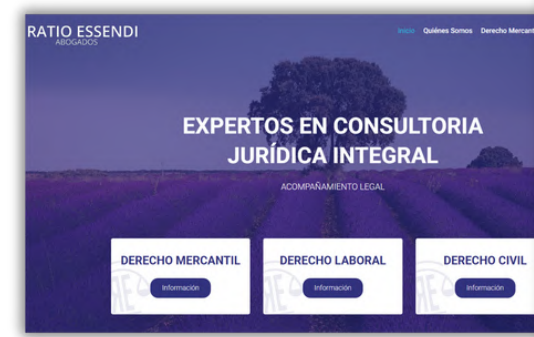 RATIO ESSENDI
ABOGADOS
Inicio Quiénes Somos Derecho Mercant
EXPERTOS EN CONSULTORIA
JURÍDICA INTEGRAL
ACOMPAÑAMIENTO LEGAL
DERECHO MERCANTIL
Información
DERECHO LABORAL
Información
DERECHO CIVIL
Información